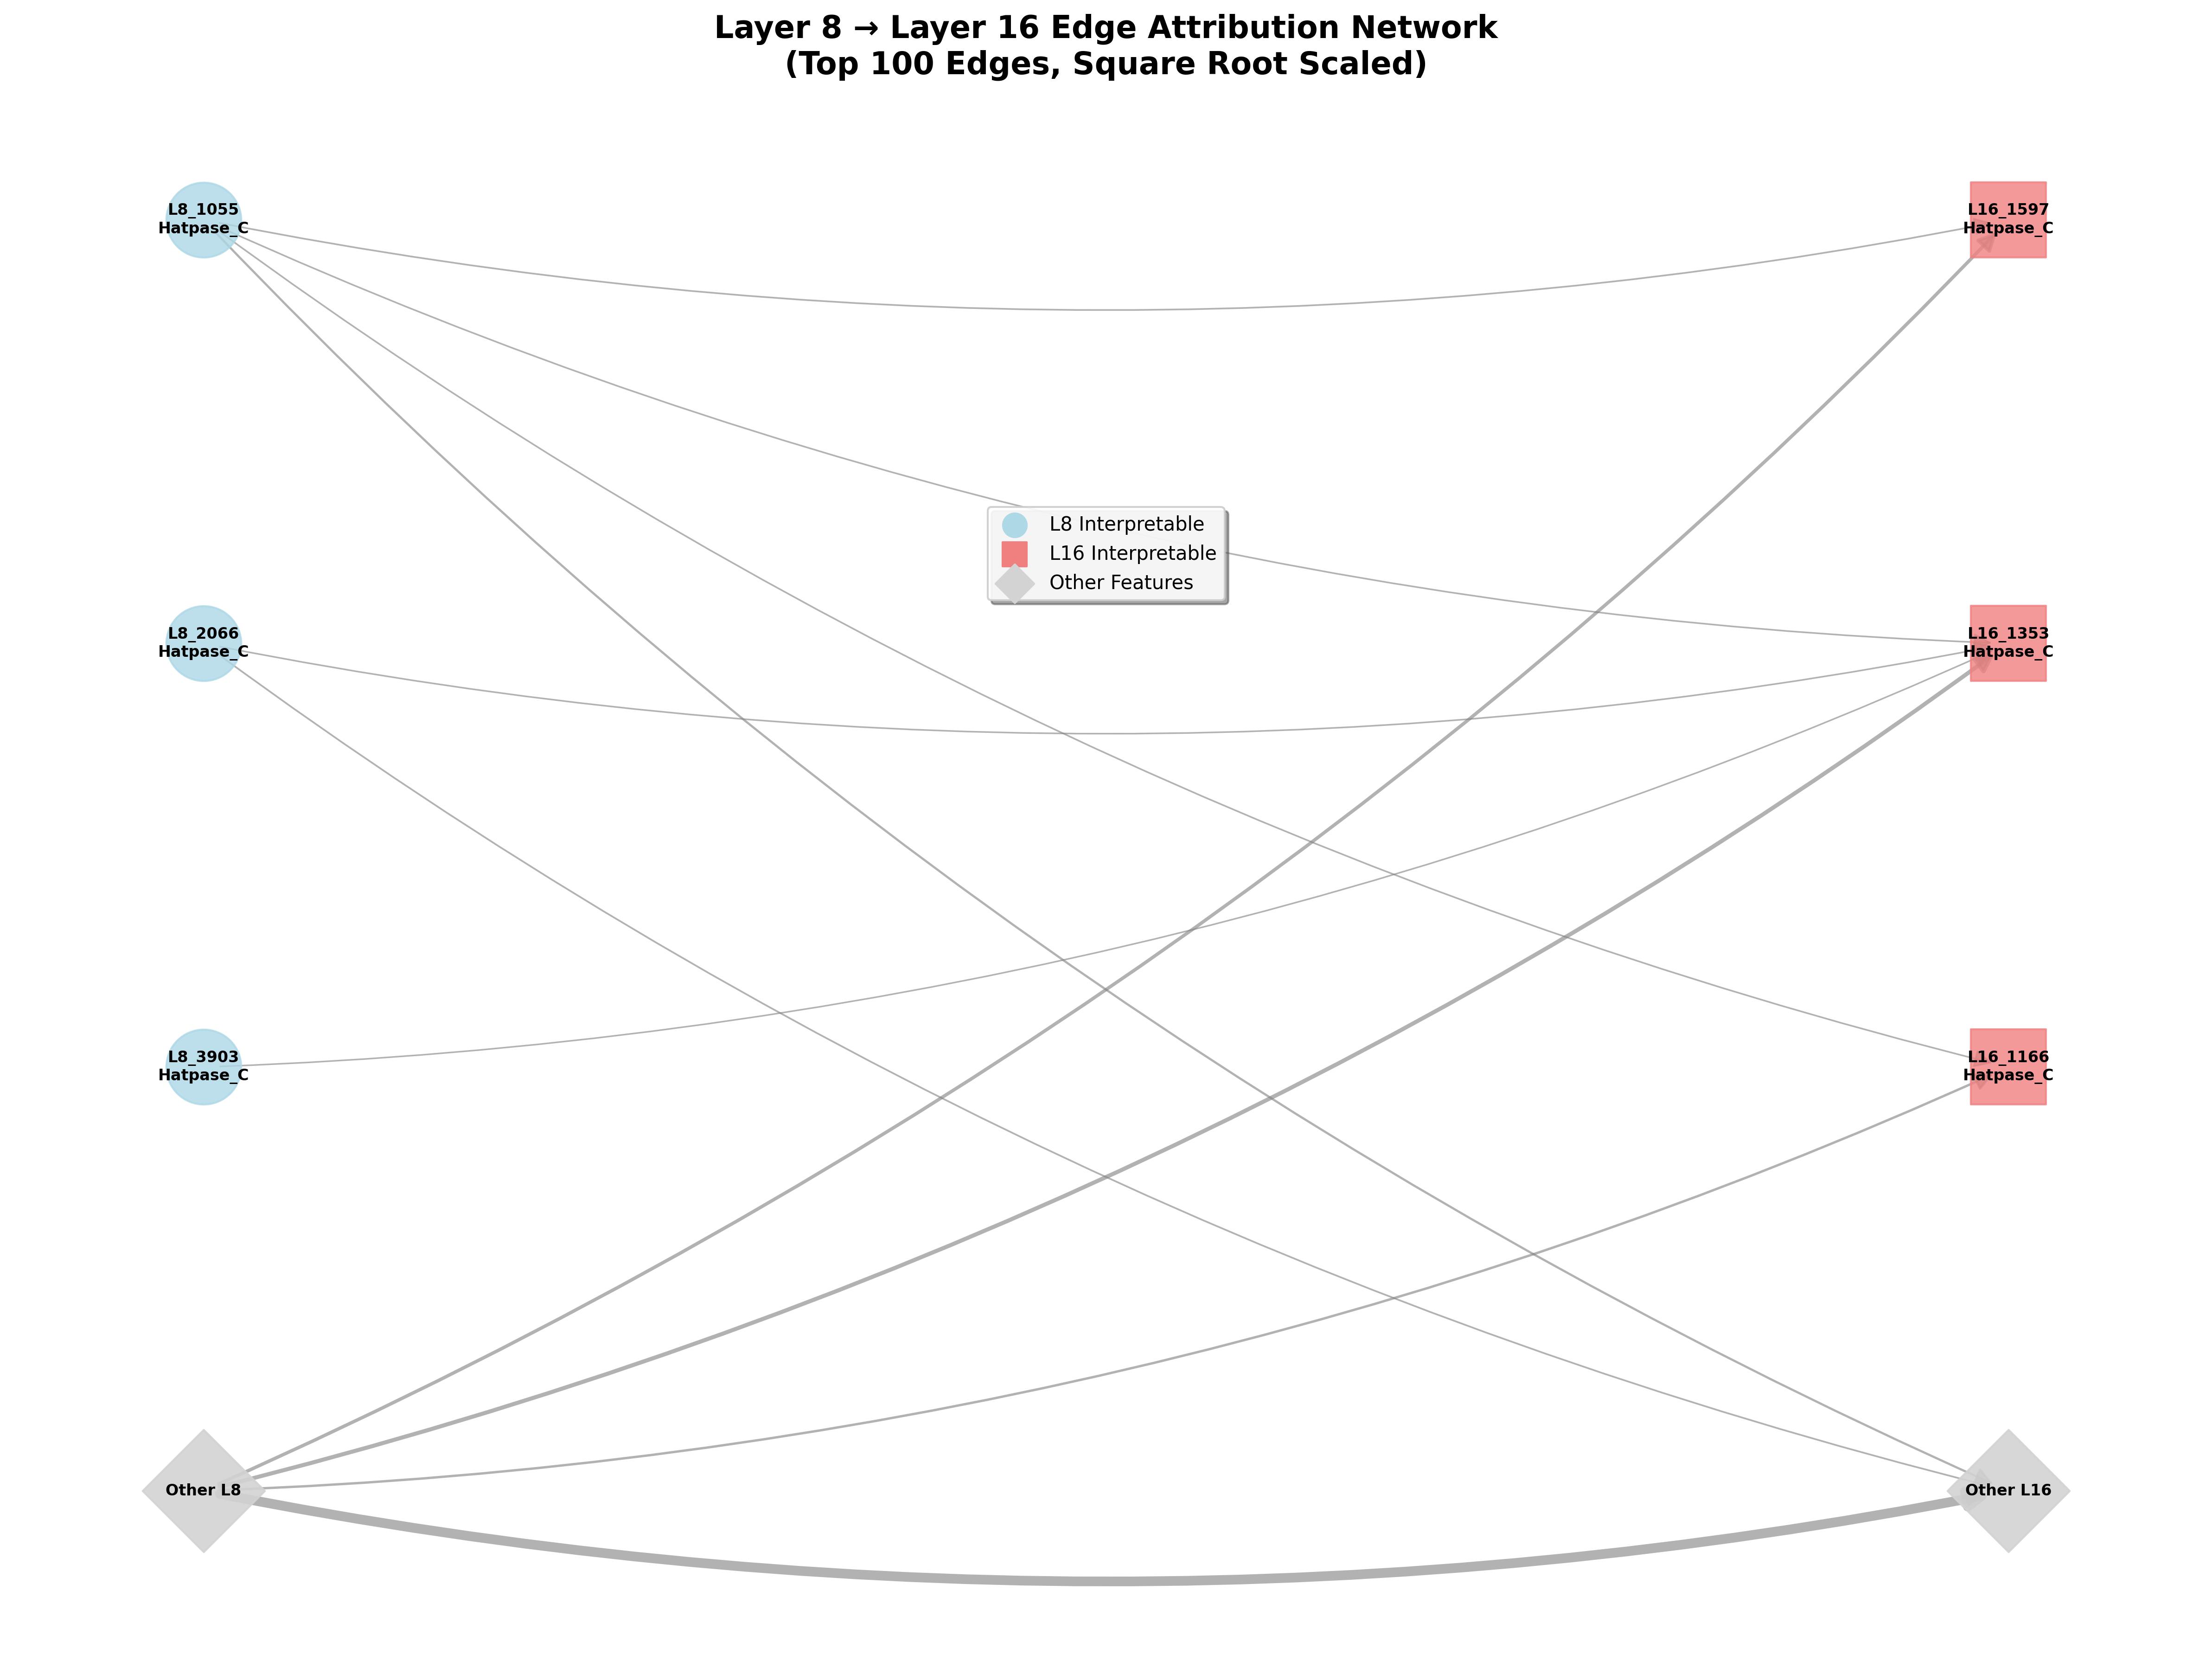 Layer 8 → Layer 16 Edge Attribution Network
(Top 100 Edges, Square Root Scaled)
L8_1055
Hatpase_C
L16_1597
Hatpase_C
L8 Interpretable
L16 Interpretable
Other Features
L8_2066
Hatpase_C
L16_1353
Hatpase_C
L8_3903
Hatpase_C
L16_1166
Hatpase_C
Other L8
Other L16